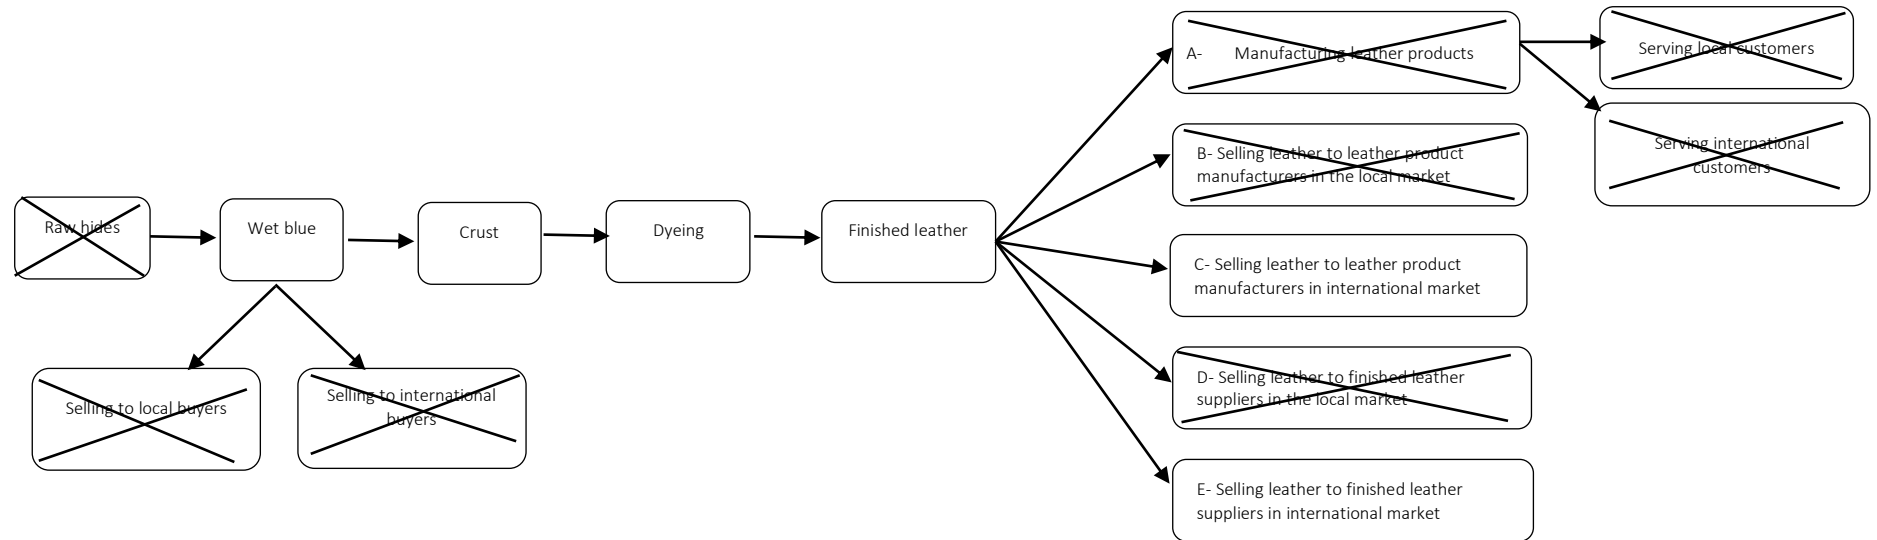 Raw hides
Wet blue
Crust
Dyeing
Finished leather
Selling to local buyers
Selling to international
buyers
A- Manufacturing leather products
Serving local customers
Serving international
customers
B- Selling leather to leather product
manufacturers in the local market
C- Selling leather to leather product
manufacturers in international market
D- Selling leather to finished leather
suppliers in the local market
E- Selling leather to finished leather
suppliers in international market